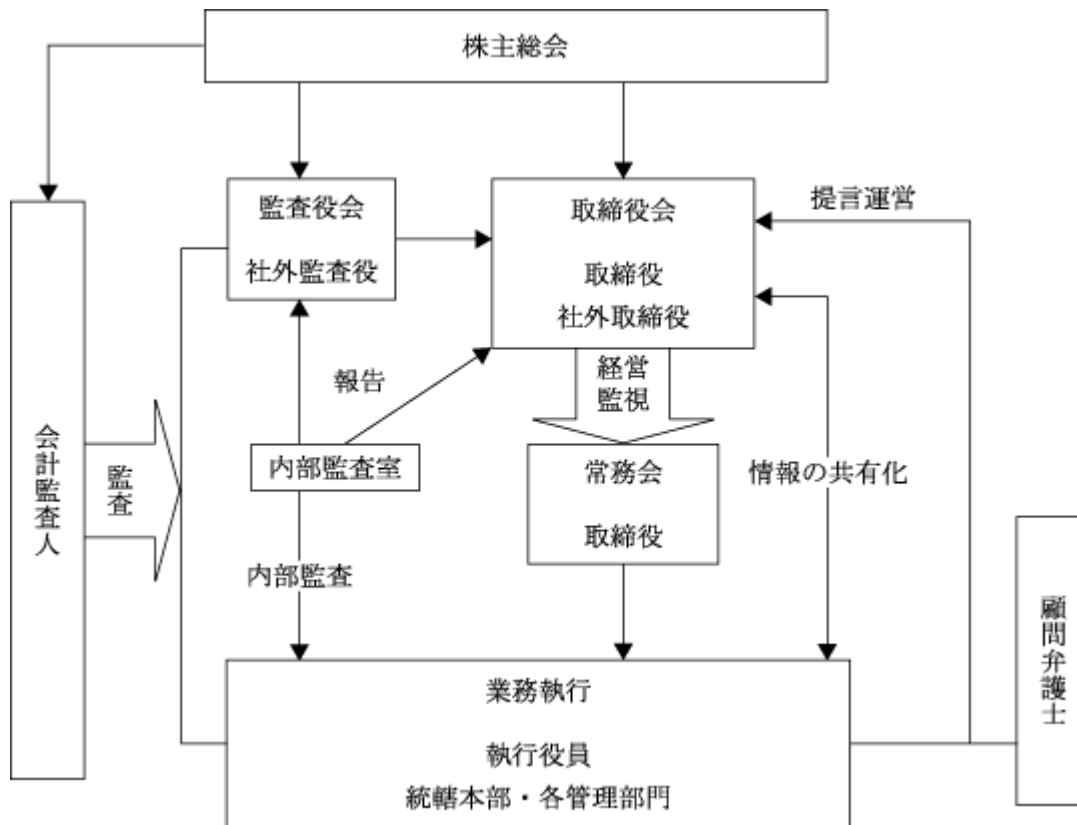 株主総会
監査役会
社外監査役
取締役会
取締役
社外取締役
提言運営
経営
監視
報告
会計監査人
監査
内部監査室
常務会
取締役
情報の共有化
内部監査
顧問弁護士
業務執行
執行役員
統轄本部・各管理部門